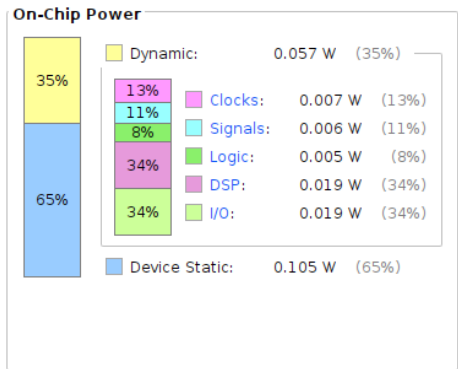 On-Chip Power
Dynamic: 0.057 W (35%)
35%
13% Clocks: 0.007 W (13%)
11% Signals: 0.006 W (11%)
8% Logic: 0.005 W (8%)
34% DSP: 0.019 W (34%)
65%
34% I/O: 0.019 W (34%)
Device Static: 0.105 W (65%)